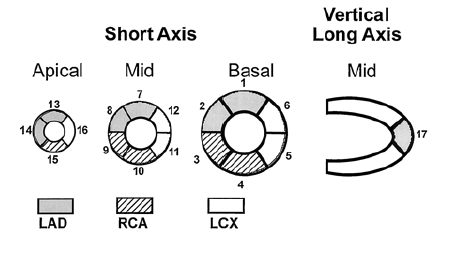 Short Axis
Vertical
Long Axis
Apical
Mid
Basal
Mid
13
14
16
15
7
8
12
9
11
10
1
2
6
3
5
4
17
LAD
RCA
LCX